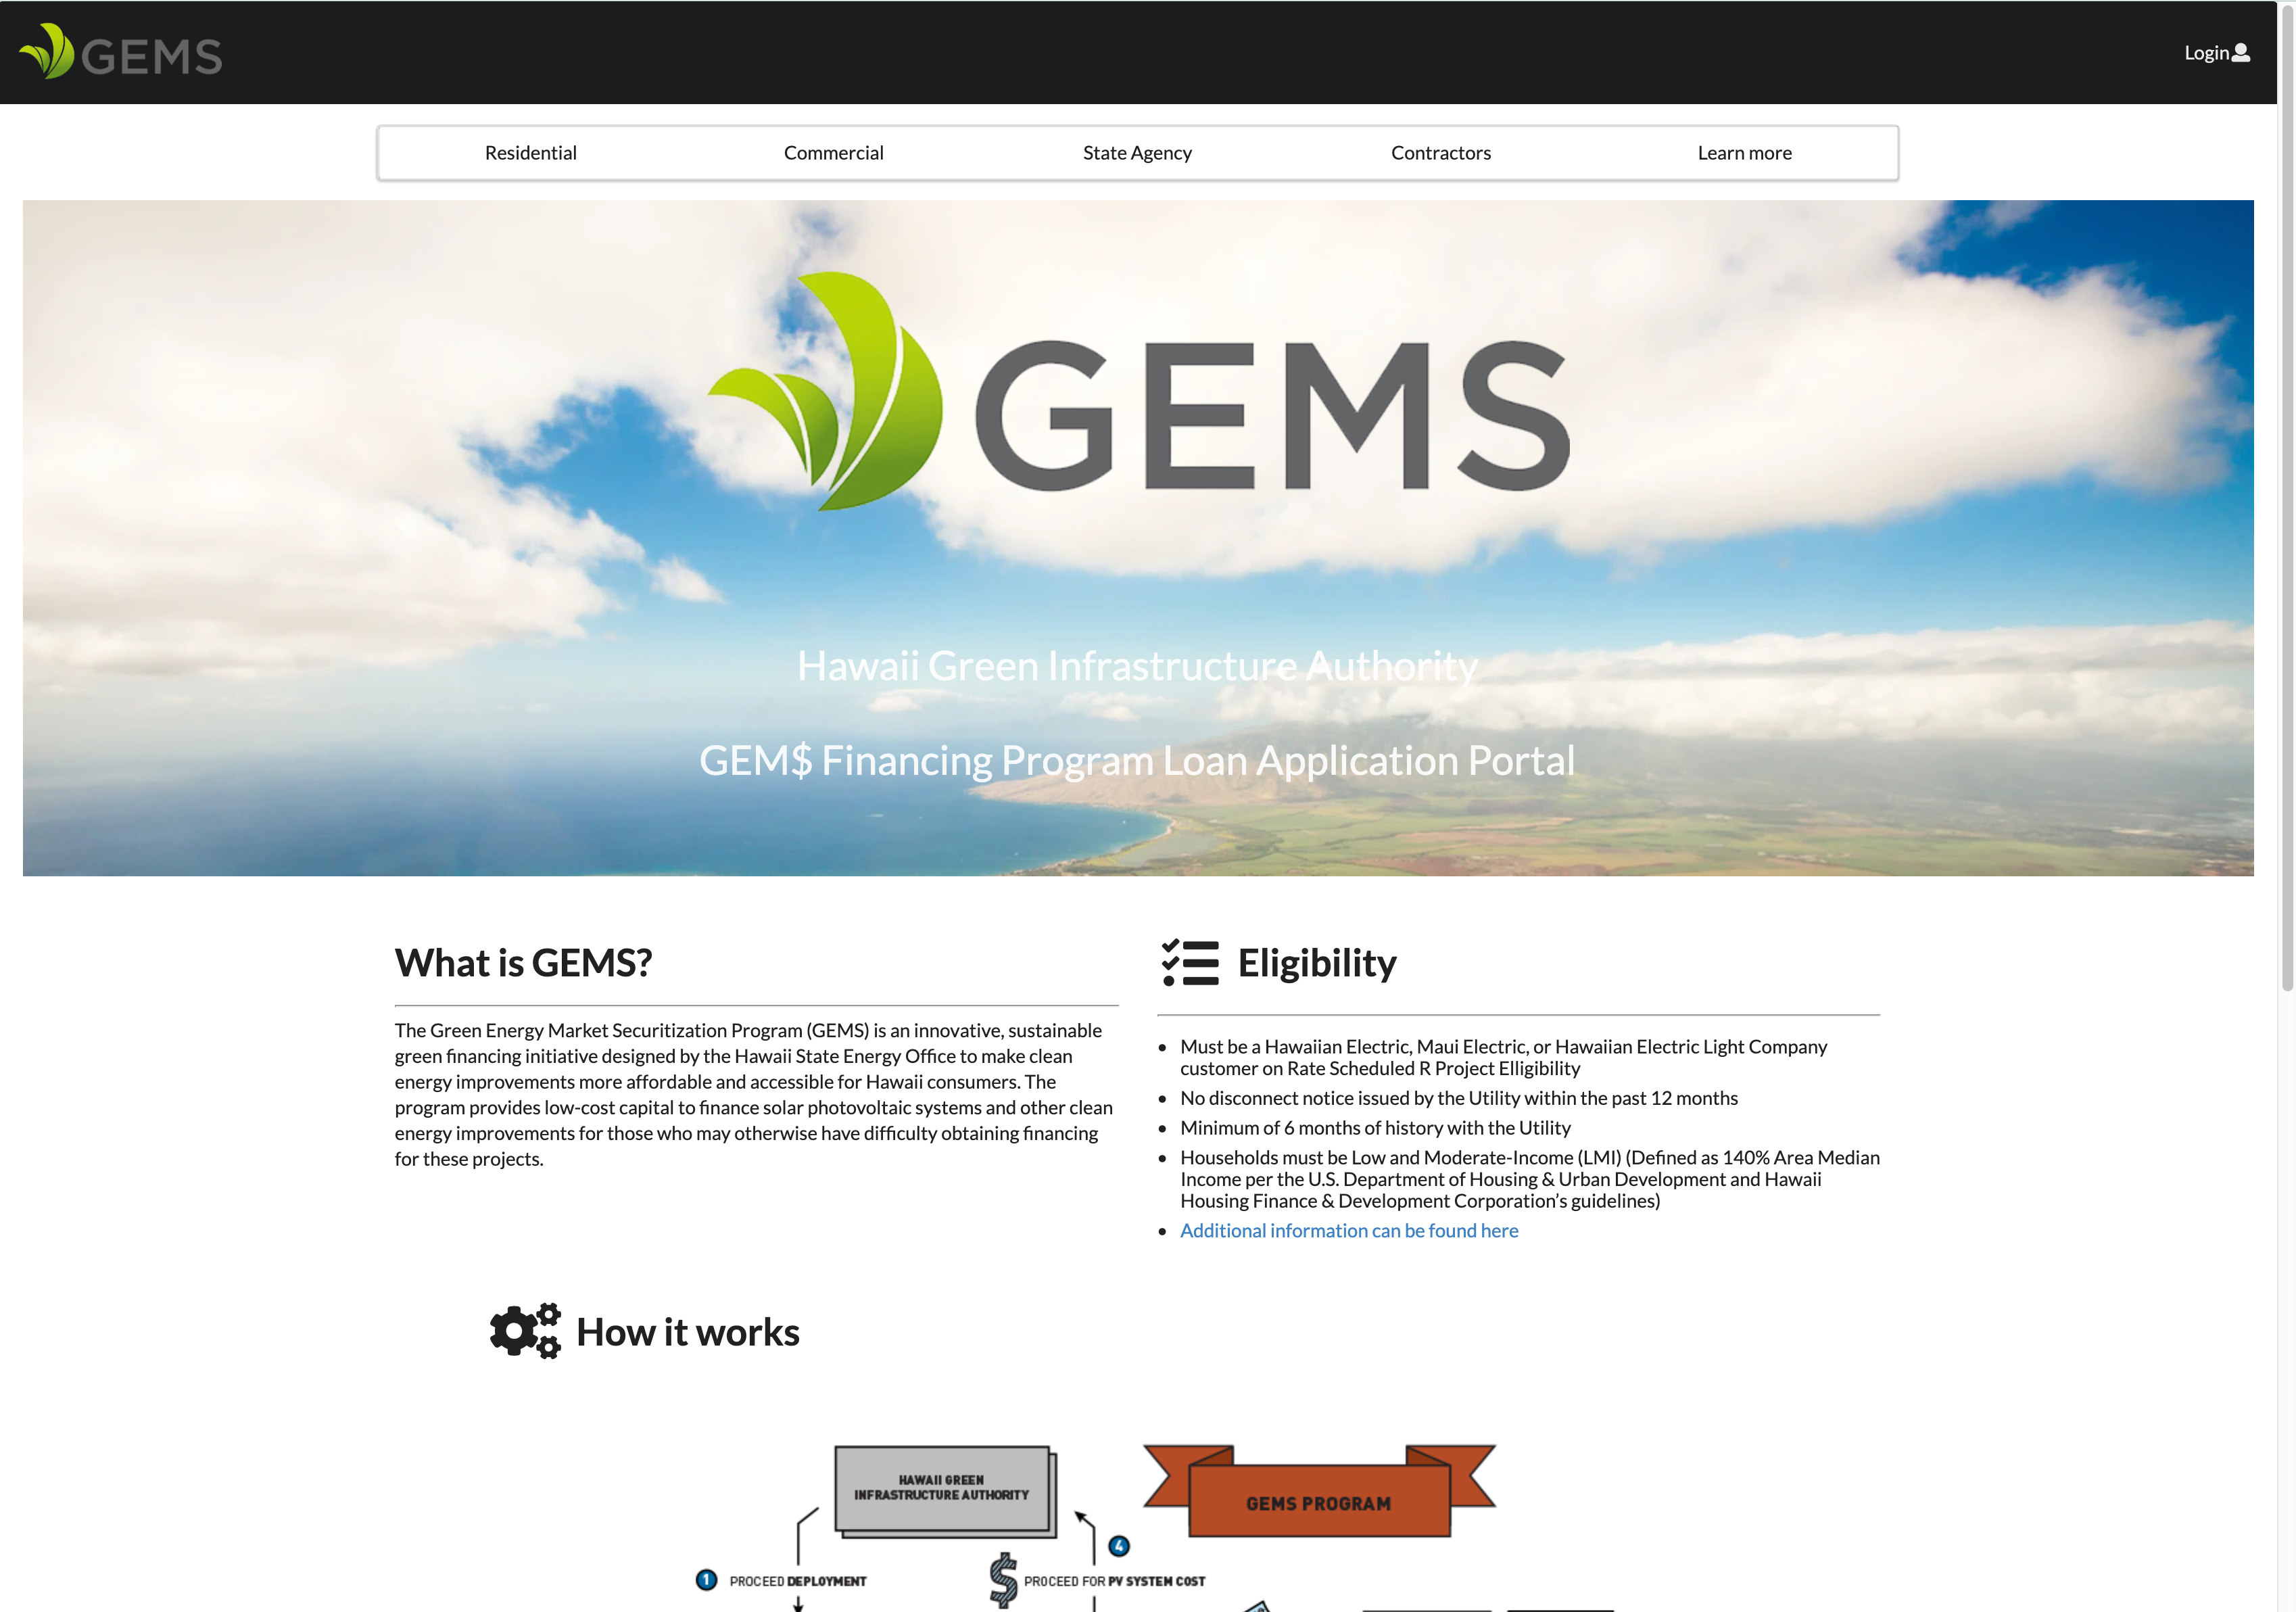 GEMS
Login
Residential
Commercial
State Agency
Contractors
Learn more
GEMS
Hawaii Green Infrastructure Authority
GEM$ Financing Program Loan Application Portal
What is GEMS?
The Green Energy Market Securitization Program (GEMS) is an innovative, sustainable
green financing initiative designed by the Hawaii State Energy Office to make clean
energy improvements more affordable and accessible for Hawaii consumers. The
program provides low-cost capital to finance solar photovoltaic systems and other clean
energy improvements for those who may otherwise have difficulty obtaining financing
for these projects.
Eligibility
• Must be a Hawaiian Electric, Maui Electric, or Hawaiian Electric Light Company
customer on Rate Scheduled R Project Elligibility
• No disconnect notice issued by the Utility within the past 12 months
• Minimum of 6 months of history with the Utility
• Households must be Low and Moderate-Income (LMI) (Defined as 140% Area Median
Income per the U.S. Department of Housing & Urban Development and Hawaii
Housing Finance & Development Corporation’s guidelines)
• Additional information can be found here
How it works
HAWAII GREEN
INFRASTRUCTURE AUTHORITY
GEMS PROGRAM
4
1 PROCEED DEPLOYMENT
$ PROCEED FOR PV SYSTEM COST